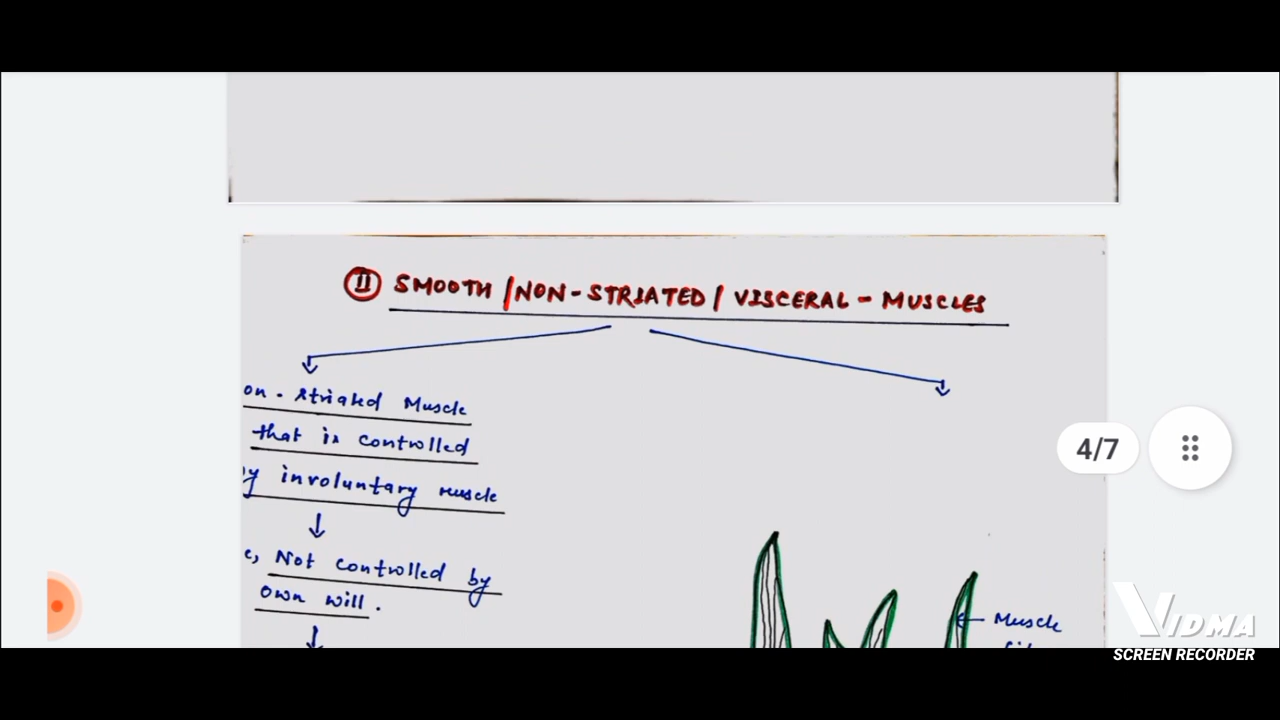 II SMOOTH / NON-STRIATED / VISCERAL - MUSCLES
on. striated Muscle
that is controlled
by involuntary muscle
e, Not controlled by
own will.
Muscle
4/7
VIDMA
SCREEN RECORDER